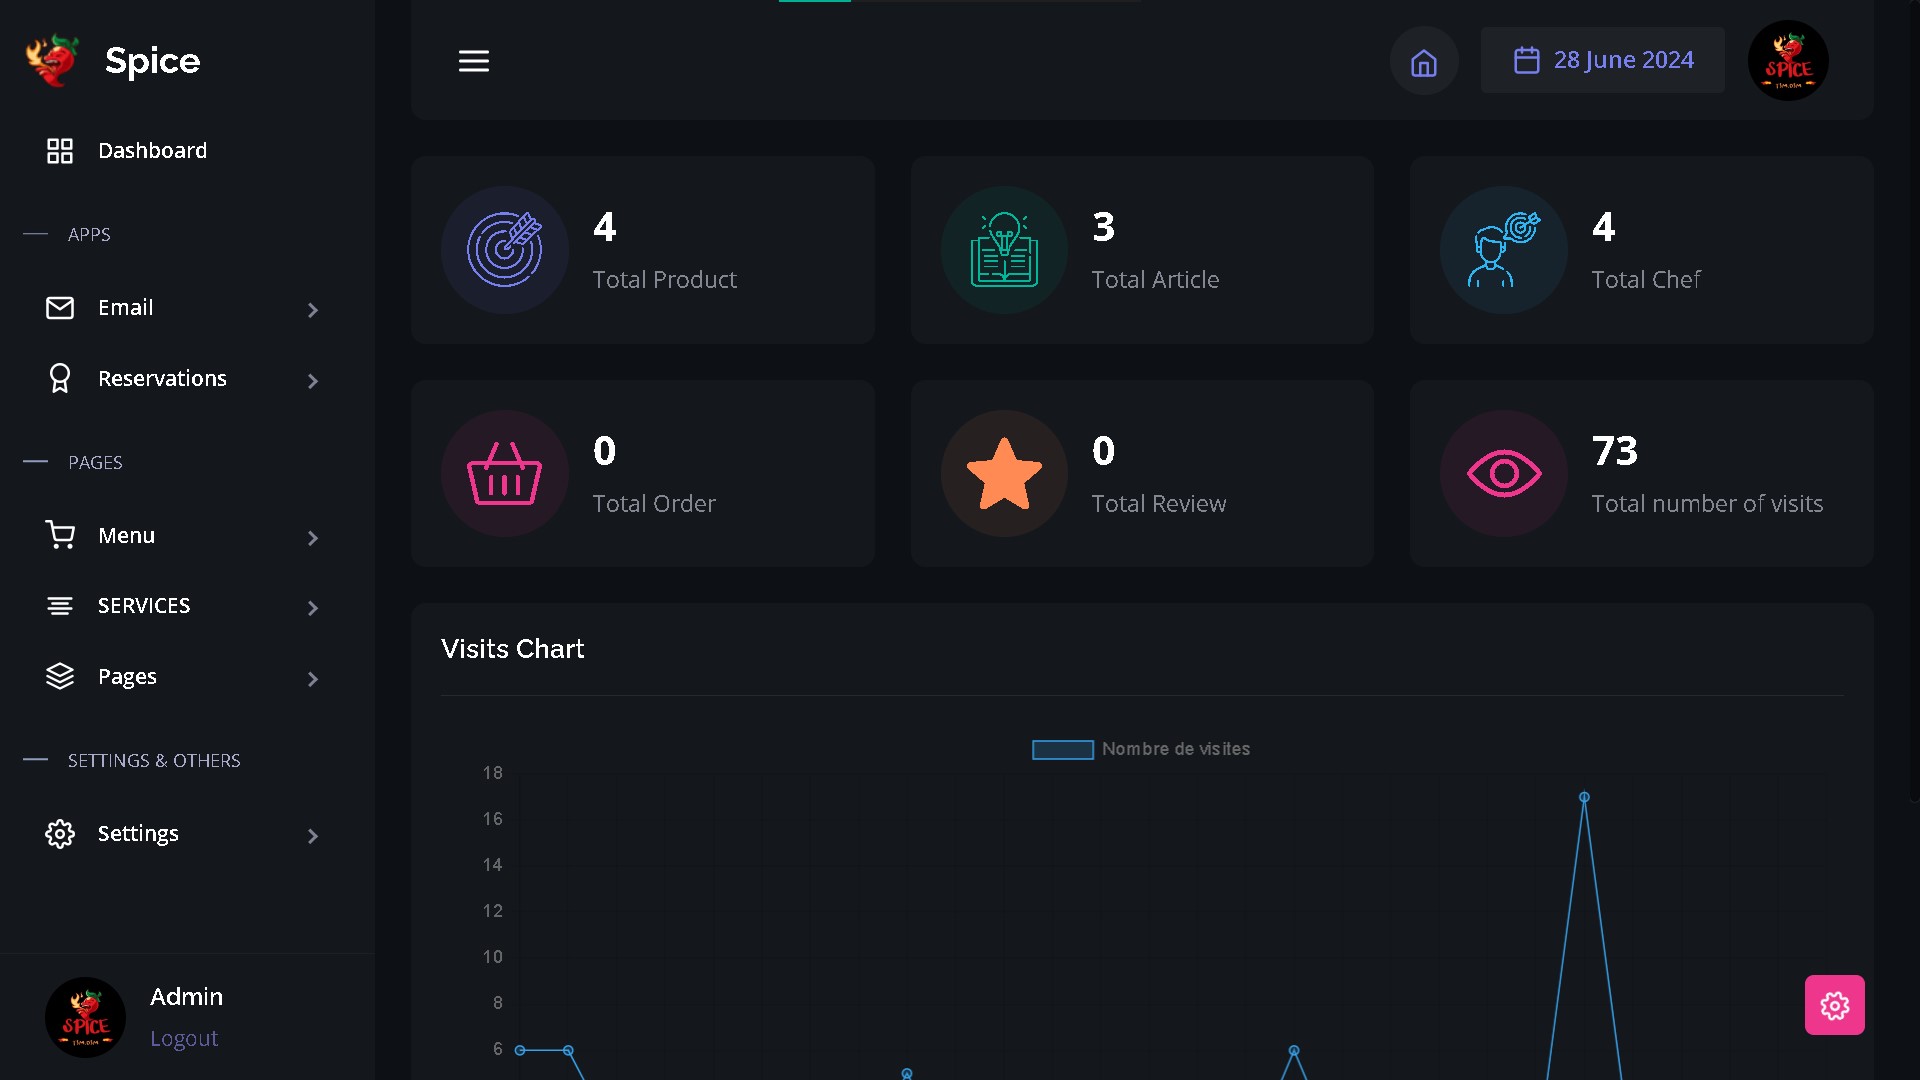 Spice
Dashboard
APPS
Email
Reservations
PAGES
Menu
SERVICES
Pages
SETTINGS & OTHERS
Settings
Admin
Logout
28 June 2024
SPICE
4
Total Product
3
Total Article
4
Total Chef
0
Total Order
0
Total Review
73
Total number of visits
Visits Chart
Nombre de visites
18
16
14
12
10
8
6
SPICE